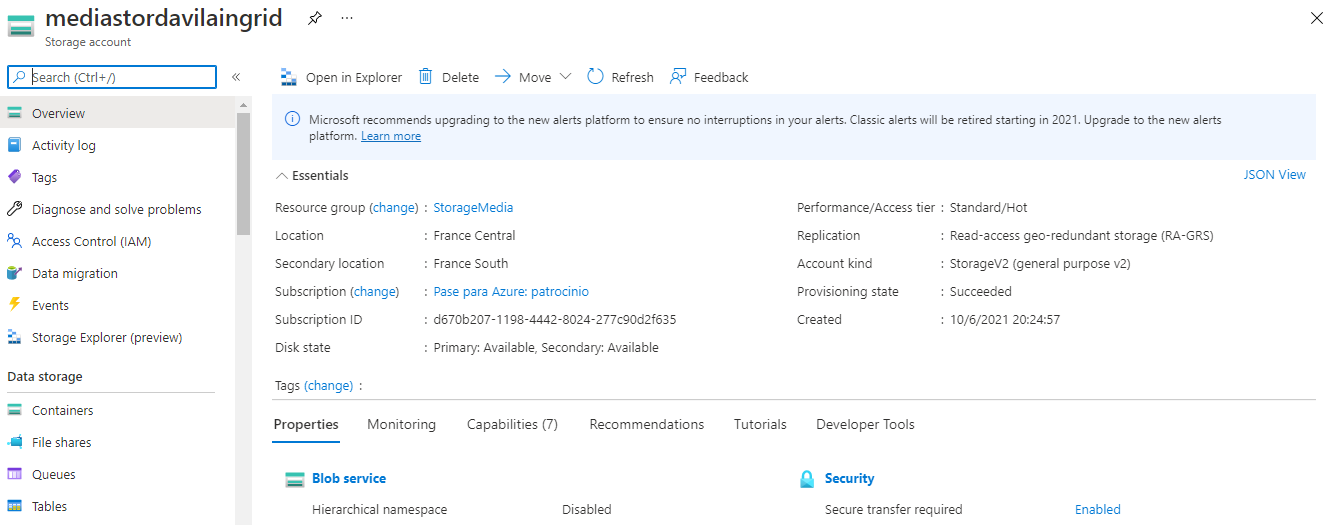 mediastordavilaingrid
Storage account
Search (Ctrl+/)
Overview
Activity log
Tags
Diagnose and solve problems
Access Control (IAM)
Data migration
Events
Storage Explorer (preview)
Data storage
Containers
File shares
Queues
Tables
Open in Explorer Delete Move Refresh Feedback
Microsoft recommends upgrading to the new alerts platform to ensure no interruptions in your alerts. Classic alerts will be retired starting in 2021. Upgrade to the new alerts
platform. Learn more
Essentials JSON View
Resource group (change) : StorageMedia
Location : France Central
Secondary location : France South
Subscription (change) : Pase para Azure: patrocinio
Subscription ID : d670b207-1198-4442-8024-277c90d2f635
Disk state : Primary: Available, Secondary: Available
Performance/Access tier : Standard/Hot
Replication : Read-access geo-redundant storage (RA-GRS)
Account kind : StorageV2 (general purpose v2)
Provisioning state : Succeeded
Created : 10/6/2021 20:24:57
Tags (change) :
Properties Monitoring Capabilities (7) Recommendations Tutorials Developer Tools
Blob service
Hierarchical namespace Disabled
Security
Secure transfer required Enabled